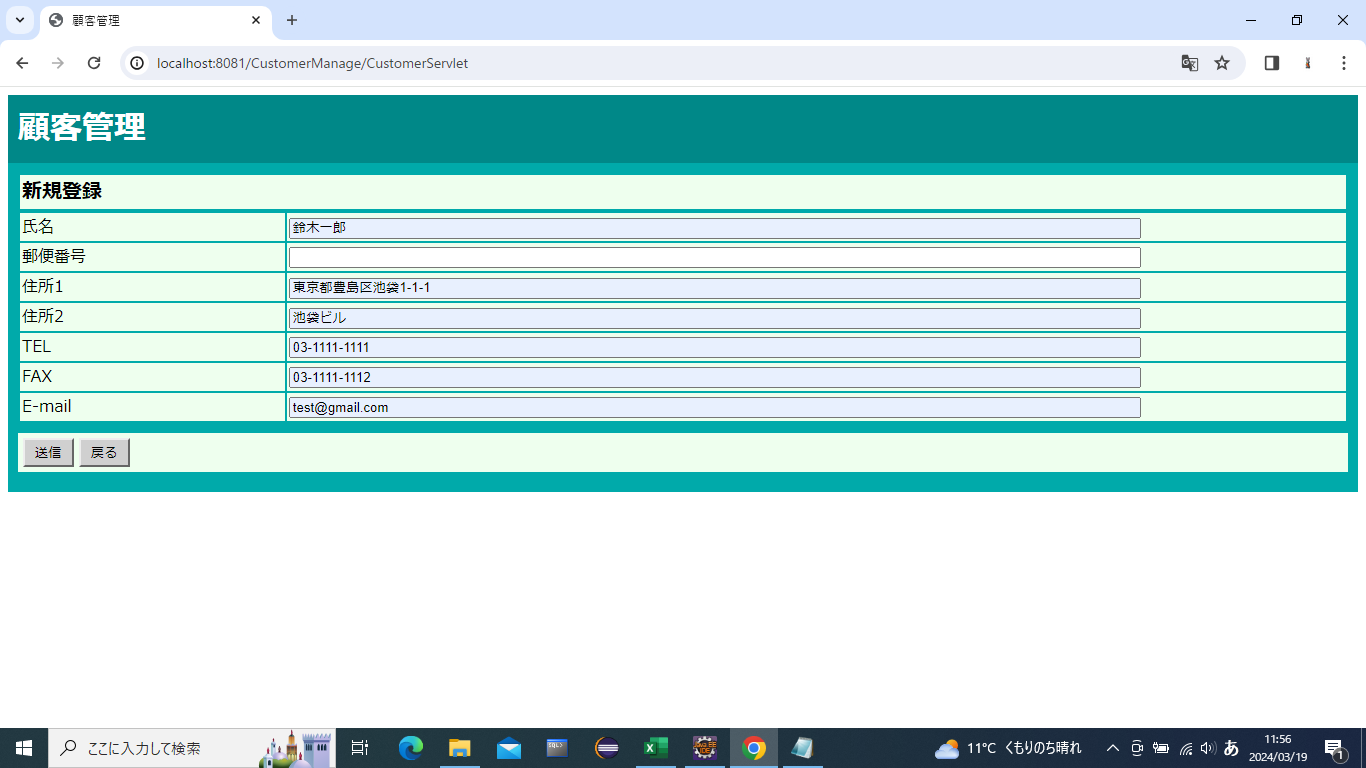 顧客管理
localhost:8081/CustomerManage/CustomerServlet
顧客管理
新規登録
氏名 鈴木一郎
郵便番号
住所1 東京都豊島区池袋1-1-1
住所2 池袋ビル
TEL 03-1111-1111
FAX 03-1111-1112
E-mail test@gmail.com
送信 戻る
ここに入力して検索
11°C くもりのち晴れ
あ
11:56
2024/03/19
1